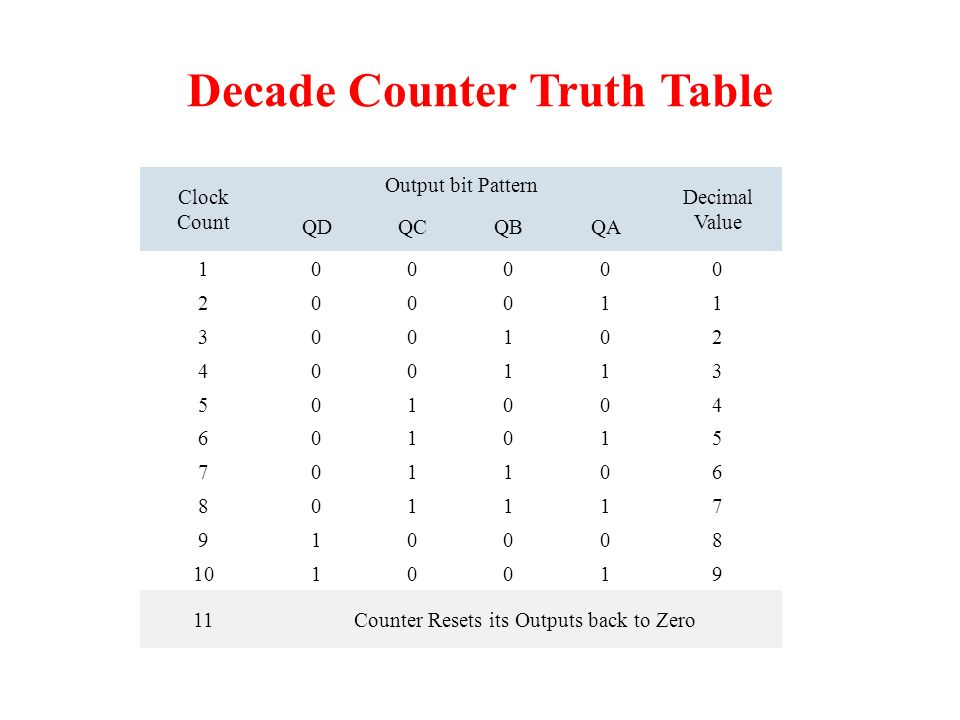 Decade Counter Truth Table
Clock Count
Output bit Pattern
Decimal Value
QD QC QB QA
1 0 0 0 0 0
2 0 0 0 1 1
3 0 0 1 0 2
4 0 0 1 1 3
5 0 1 0 0 4
6 0 1 0 1 5
7 0 1 1 0 6
8 0 1 1 1 7
9 1 0 0 0 8
10 1 0 0 1 9
11 Counter Resets its Outputs back to Zero